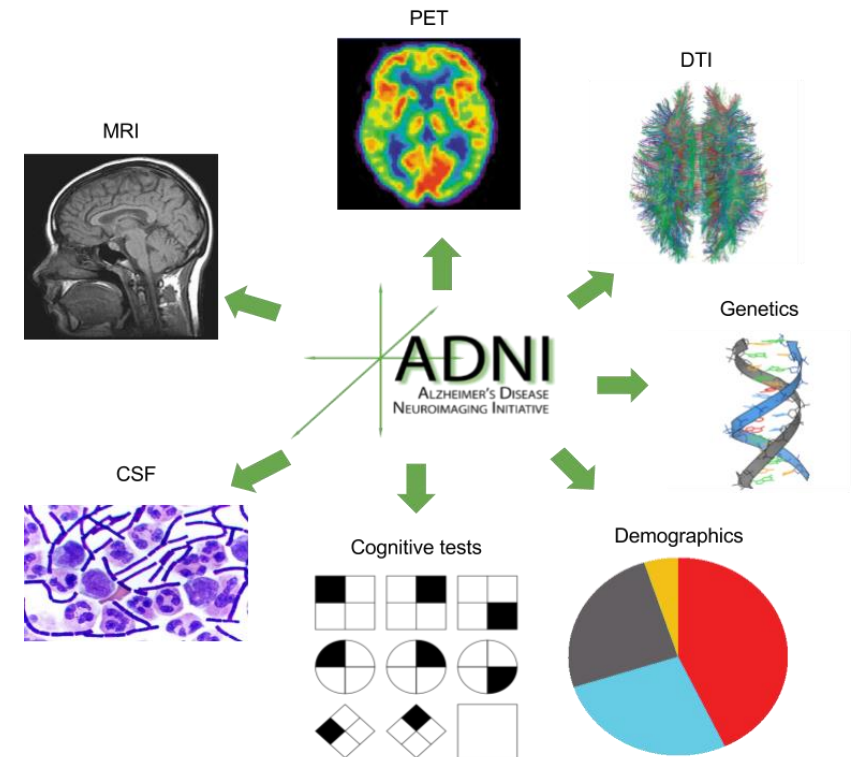 PET
DTI
MRI
Genetics
ADNI
ALZHEIMER'S DISEASE
NEUROIMAGING INITIATIVE
CSF
Cognitive tests
Demographics